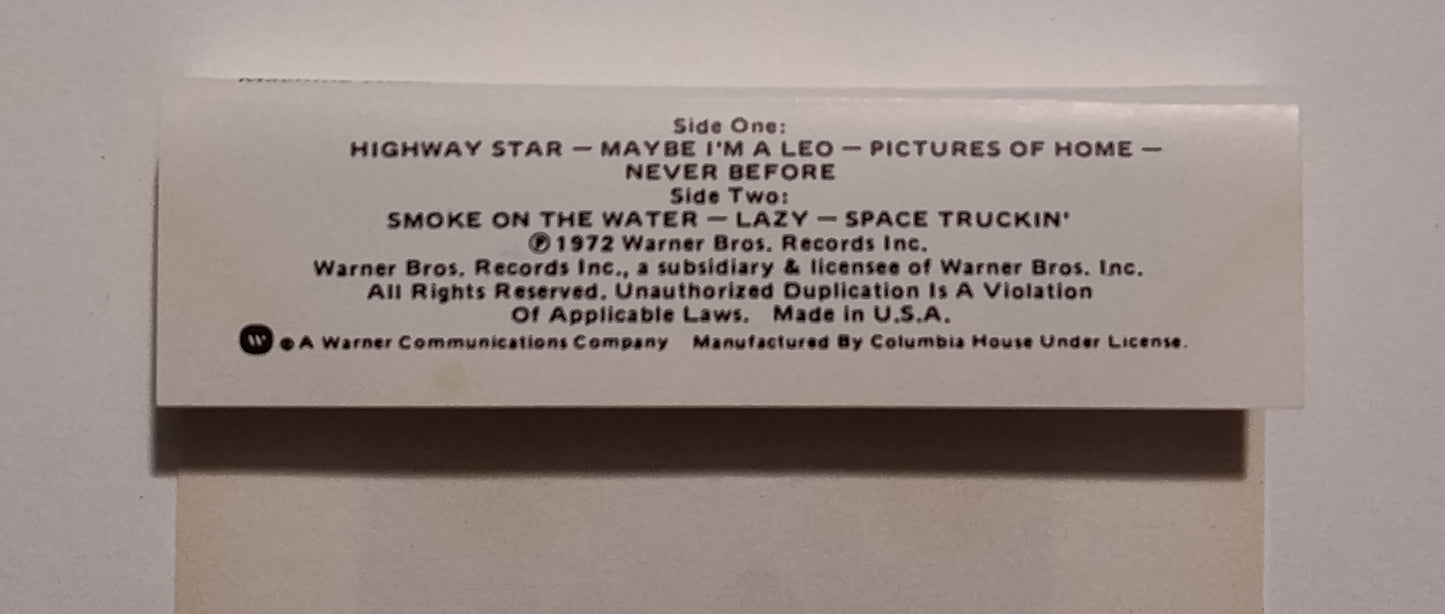 Side One:
HIGHWAY STAR — MAYBE I'M A LEO — PICTURES OF HOME —
NEVER BEFORE
Side Two:
SMOKE ON THE WATER — LAZY — SPACE TRUCKIN'
℗ 1972 Warner Bros. Records Inc.
Warner Bros. Records Inc., a subsidiary & licensee of Warner Bros. Inc.
All Rights Reserved. Unauthorized Duplication Is A Violation
Of Applicable Laws. Made in U.S.A.
A Warner Communications Company Manufactured By Columbia House Under License.